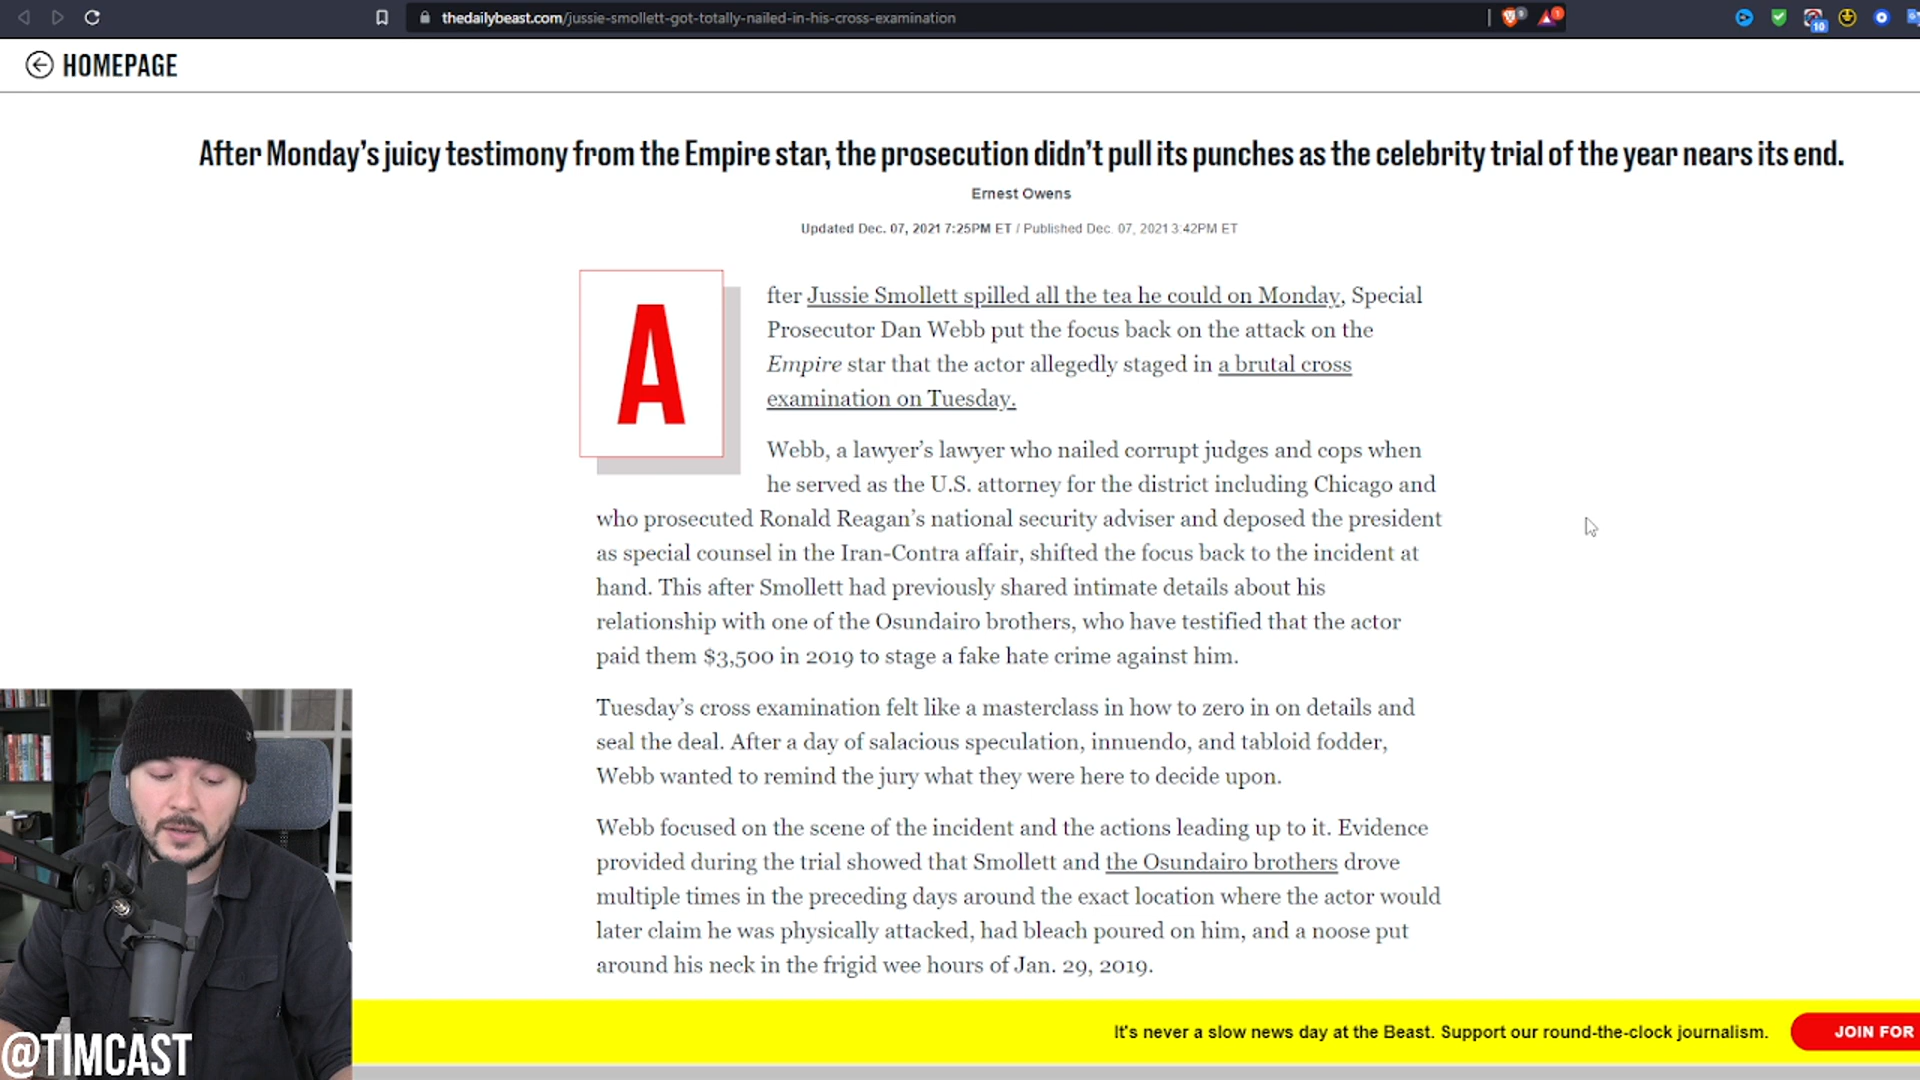 thedailybeast.com/jussie-smollett-got-totally-nailed-in-his-cross-examination
10
HOMEPAGE
After Monday's juicy testimony from the Empire star, the prosecution didn't pull its punches as the celebrity trial of the year nears its end.
Ernest Owens
Updated Dec. 07, 2021 7:25PM ET / Published Dec. 07, 2021 3:42PM ET
A
fter Jussie Smollett spilled all the tea he could on Monday, Special
Prosecutor Dan Webb put the focus back on the attack on the
Empire star that the actor allegedly staged in a brutal cross
examination on Tuesday.
Webb, a lawyer's lawyer who nailed corrupt judges and cops when
he served as the U.S. attorney for the district including Chicago and
who prosecuted Ronald Reagan's national security adviser and deposed the president
as special counsel in the Iran-Contra affair, shifted the focus back to the incident at
hand. This after Smollett had previously shared intimate details about his
relationship with one of the Osundairo brothers, who have testified that the actor
paid them $3,500 in 2019 to stage a fake hate crime against him.
Tuesday's cross examination felt like a masterclass in how to zero in on details and
seal the deal. After a day of salacious speculation, innuendo, and tabloid fodder,
Webb wanted to remind the jury what they were here to decide upon.
Webb focused on the scene of the incident and the actions leading up to it. Evidence
provided during the trial showed that Smollett and the Osundairo brothers drove
multiple times in the preceding days around the exact location where the actor would
later claim he was physically attacked, had bleach poured on him, and a noose put
around his neck in the frigid wee hours of Jan. 29, 2019.
It's never a slow news day at the Beast. Support our round-the-clock journalism.
JOIN FOR
@TIMCAST